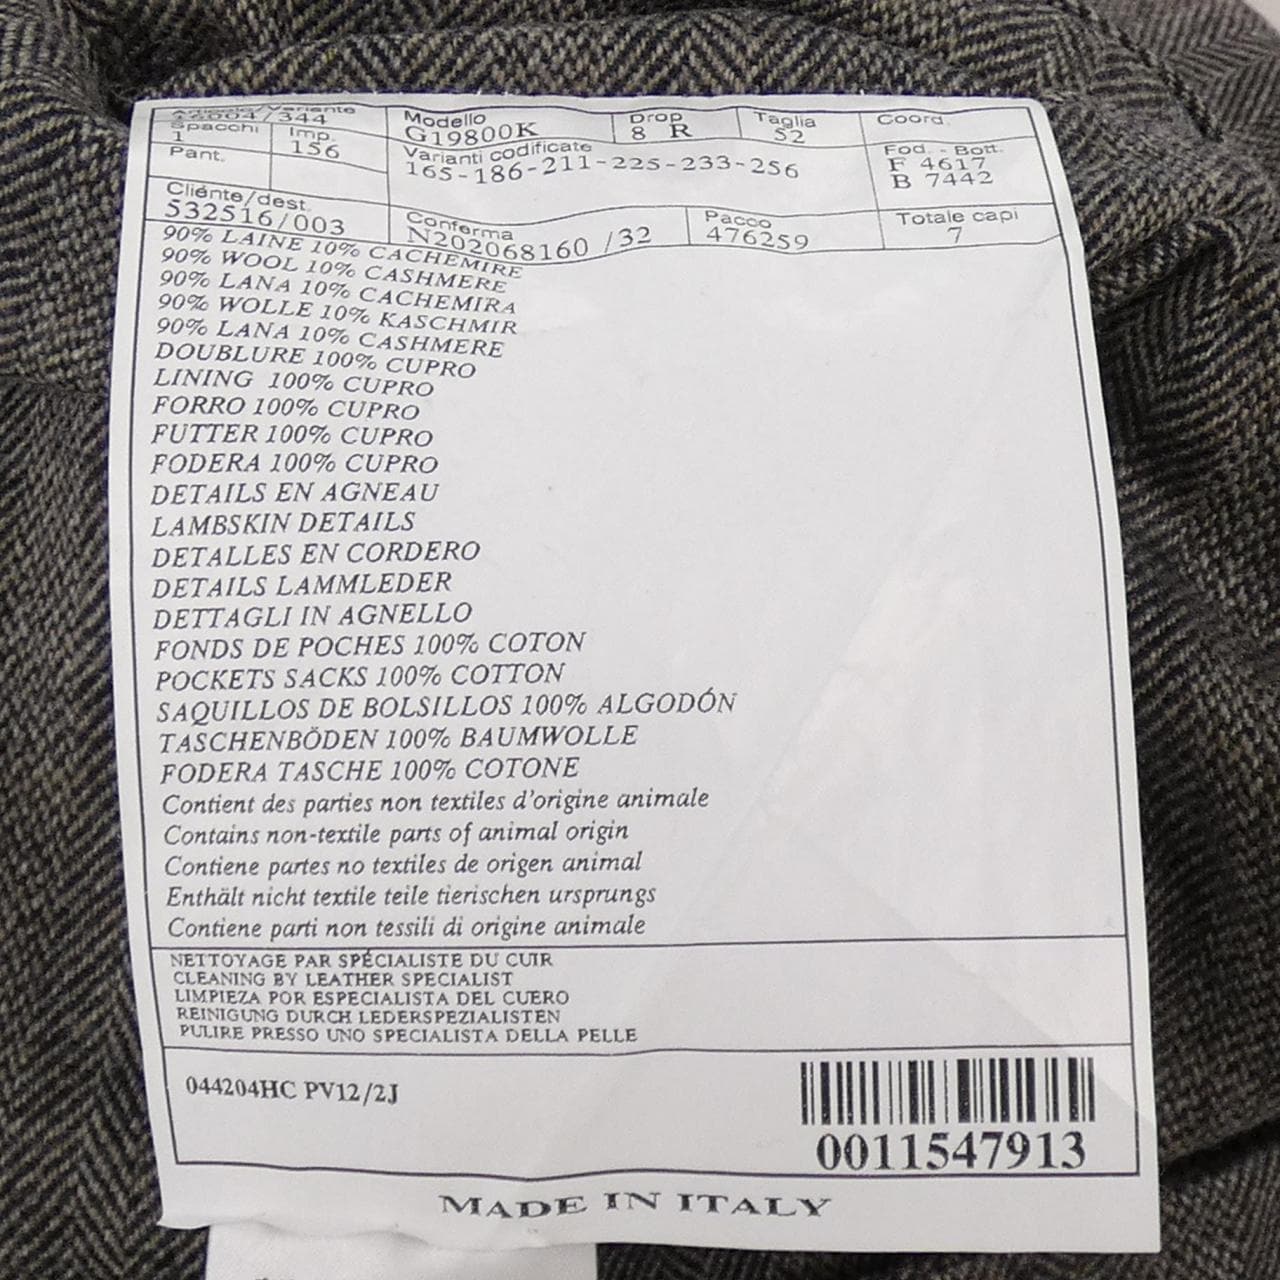 Articolo/Variante Modello Drop Taglia Coord.
/344 G19800K 8 R 52
Spacchi Imp. Varianti codificate Fod. - Bott.
1 156 165-186-211-225-233-256 F 4617
Pant. B 7442
Cliénte/dest. Conferma Pacco Totale capi
532516/003 N202068160 /32 476259 7
90% LAINE 10% CACHEMIRE
90% WOOL 10% CASHMERE
90% LANA 10% CACHEMIRA
90% WOLLE 10% KASCHMIR
90% LANA 10% CASHMERE
DOUBLURE 100% CUPRO
LINING 100% CUPRO
FORRO 100% CUPRO
FUTTER 100% CUPRO
FODERA 100% CUPRO
DETAILS EN AGNEAU
LAMBSKIN DETAILS
DETALLES EN CORDERO
DETAILS LAMMLEDER
DETTAGLI IN AGNELLO
FONDS DE POCHES 100% COTON
POCKETS SACKS 100% COTTON
SAQUILLOS DE BOLSILLOS 100% ALGODÓN
TASCHENBÖDEN 100% BAUMWOLLE
FODERA TASCHE 100% COTONE
Contient des parties non textiles d'origine animale
Contains non-textile parts of animal origin
Contiene partes no textiles de origen animal
Enthält nicht textile teile tierischen ursprungs
Contiene parti non tessili di origine animale
NETTOYAGE PAR SPÉCIALISTE DU CUIR
CLEANING BY LEATHER SPECIALIST
LIMPIEZA POR ESPECIALISTA DEL CUERO
REINIGUNG DURCH LEDERSPEZIALISTEN
PULIRE PRESSO UNO SPECIALISTA DELLA PELLE
044204HC PV12/2J
0011547913
MADE IN ITALY